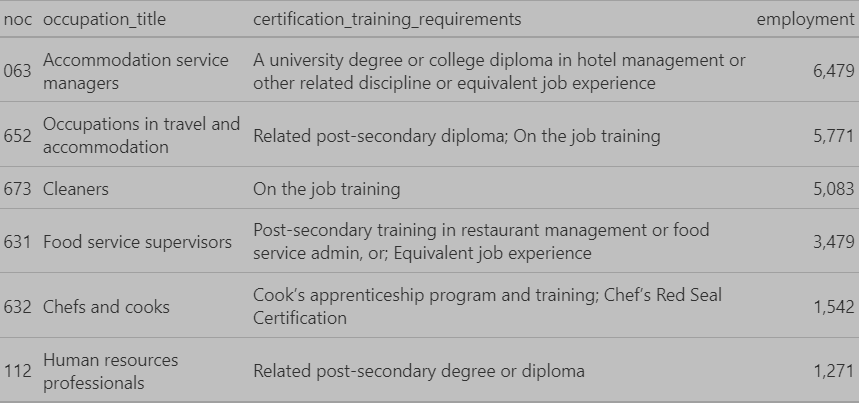 noc occupation_title certification_training_requirements employment
063 Accommodation service managers A university degree or college diploma in hotel management or other related discipline or equivalent job experience 6,479
652 Occupations in travel and accommodation Related post-secondary diploma; On the job training 5,771
673 Cleaners On the job training 5,083
631 Food service supervisors Post-secondary training in restaurant management or food service admin, or; Equivalent job experience 3,479
632 Chefs and cooks Cook’s apprenticeship program and training; Chef’s Red Seal Certification 1,542
112 Human resources professionals Related post-secondary degree or diploma 1,271